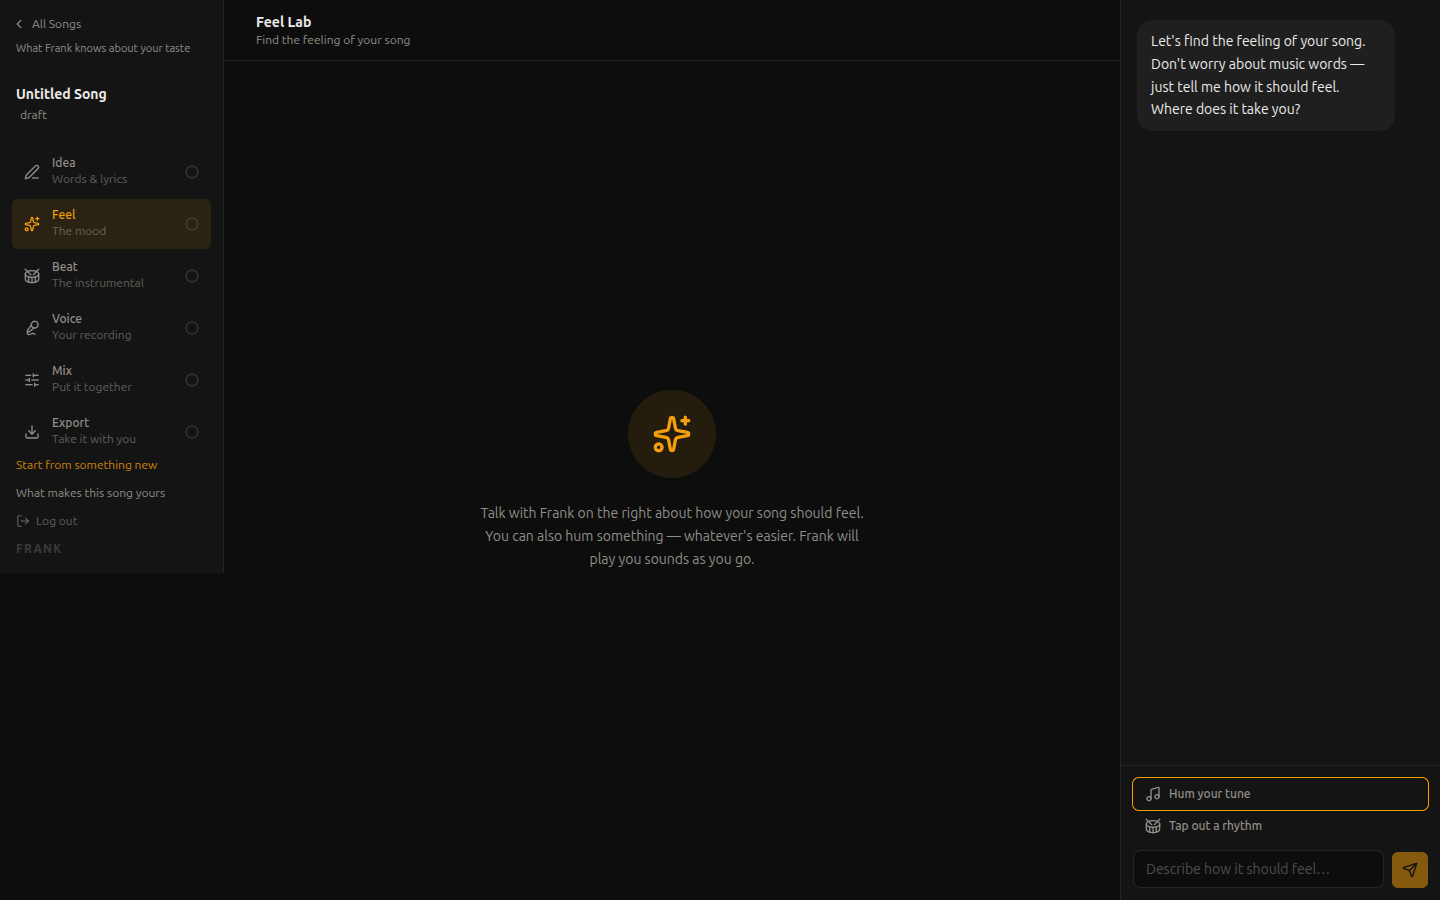 All Songs
What Frank knows about your taste
Untitled Song
draft
Idea
Words & lyrics
Feel
The mood
Beat
The instrumental
Voice
Your recording
Mix
Put it together
Export
Take it with you
Start from something new
What makes this song yours
Log out
FRANK
Feel Lab
Find the feeling of your song
Talk with Frank on the right about how your song should feel.
You can also hum something — whatever's easier. Frank will
play you sounds as you go.
Let's find the feeling of your song.
Don't worry about music words —
just tell me how it should feel.
Where does it take you?
Hum your tune
Tap out a rhythm
Describe how it should feel...